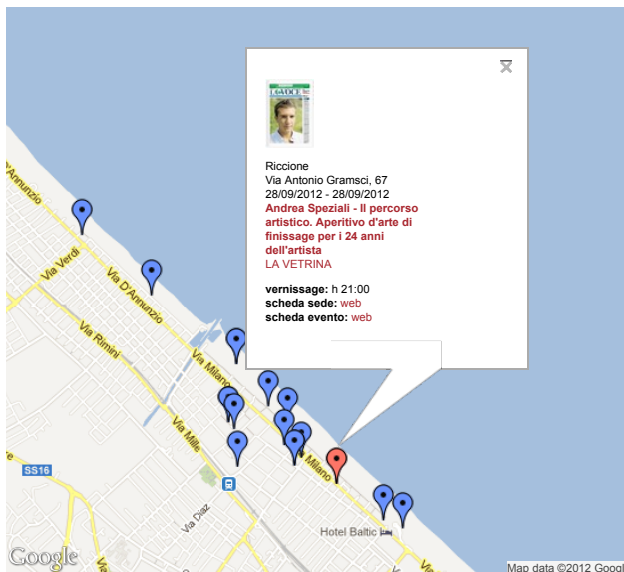 LA VOCE
Riccione
Via Antonio Gramsci, 67
28/09/2012 - 28/09/2012
Andrea Speziali - Il percorso
artistico. Aperitivo d'arte di
finissage per i 24 anni
dell'artista
LA VETRINA
vernissage: h 21:00
scheda sede: web
scheda evento: web
D'Annunzio
Via Verdi
Via D'Annunzio
Via Rimini
Via Milano
Via Mille
Milano
SS16
Via Diaz
Hotel Baltic
Google
Map data ©2012 Googl